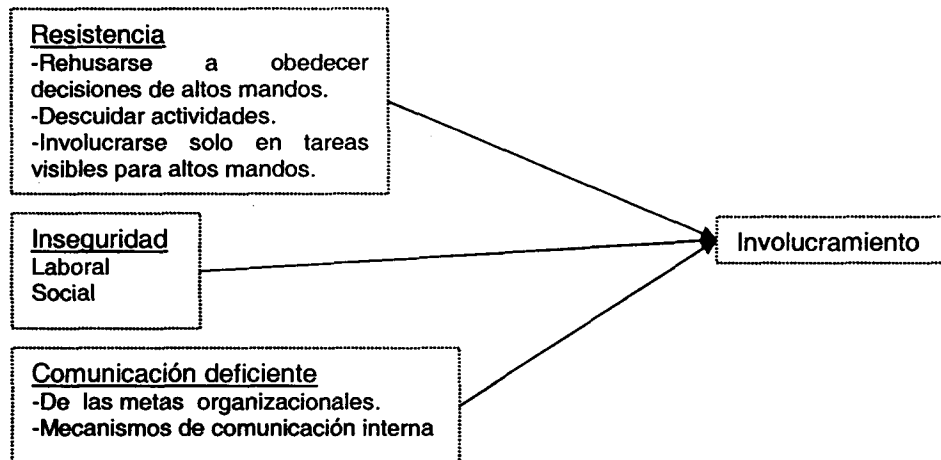 Resistencia
-Rehusarse a obedecer
decisiones de altos mandos.
-Descuidar actividades.
-Involucrarse solo en tareas
visibles para altos mandos.
Inseguridad
Laboral
Social
Comunicación deficiente
-De las metas organizacionales.
-Mecanismos de comunicación interna
Involucramiento